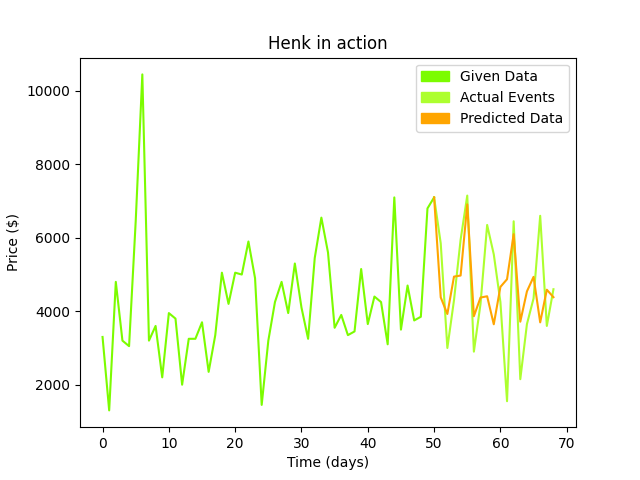 Henk in action
Given Data
Actual Events
Predicted Data
Price ($)
10000
8000
6000
4000
2000
0 10 20 30 40 50 60 70
Time (days)